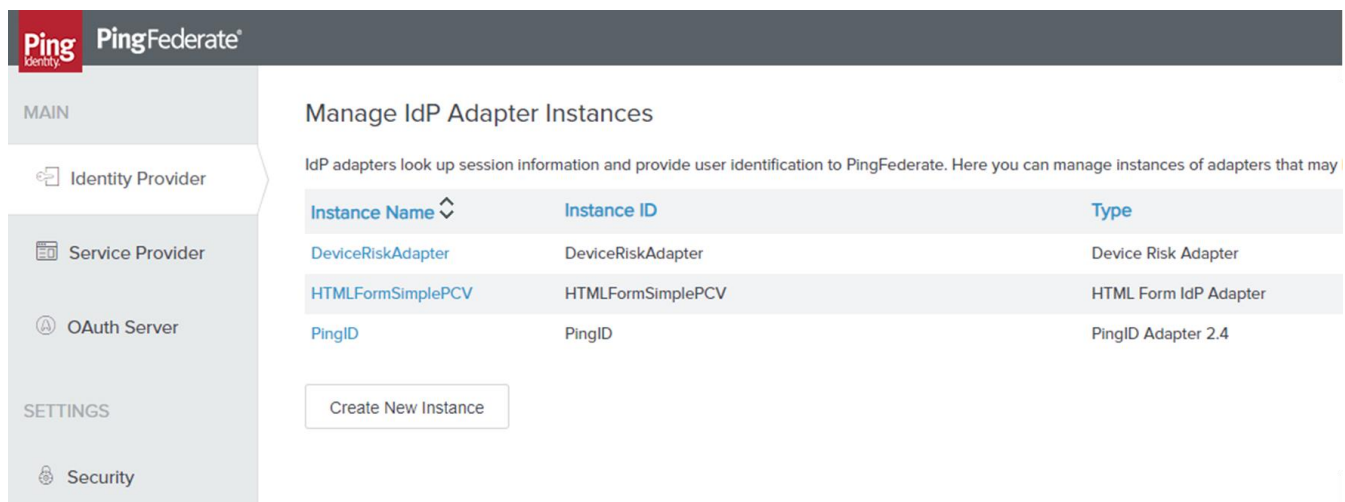 Ping
Identity.
PingFederate®
MAIN
Identity Provider
Service Provider
OAuth Server
SETTINGS
Security
Manage IdP Adapter Instances
IdP adapters look up session information and provide user identification to PingFederate. Here you can manage instances of adapters that may
Instance Name Instance ID Type
DeviceRiskAdapter DeviceRiskAdapter Device Risk Adapter
HTMLFormSimplePCV HTMLFormSimplePCV HTML Form IdP Adapter
PingID PingID PingID Adapter 2.4
Create New Instance